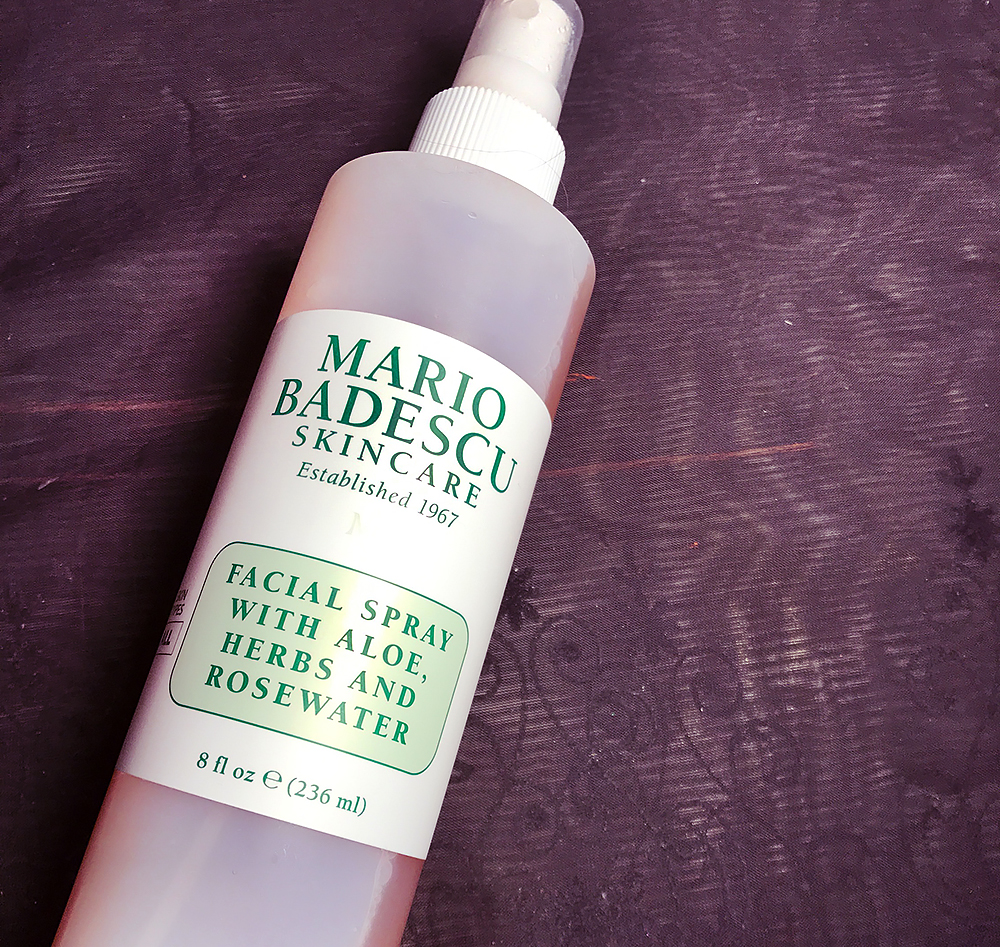 MARIO
BADESCU
SKINCARE
Established 1967
FACIAL SPRAY
WITH ALOE,
HERBS AND
ROSEWATER
8 fl oz ℮ (236 ml)